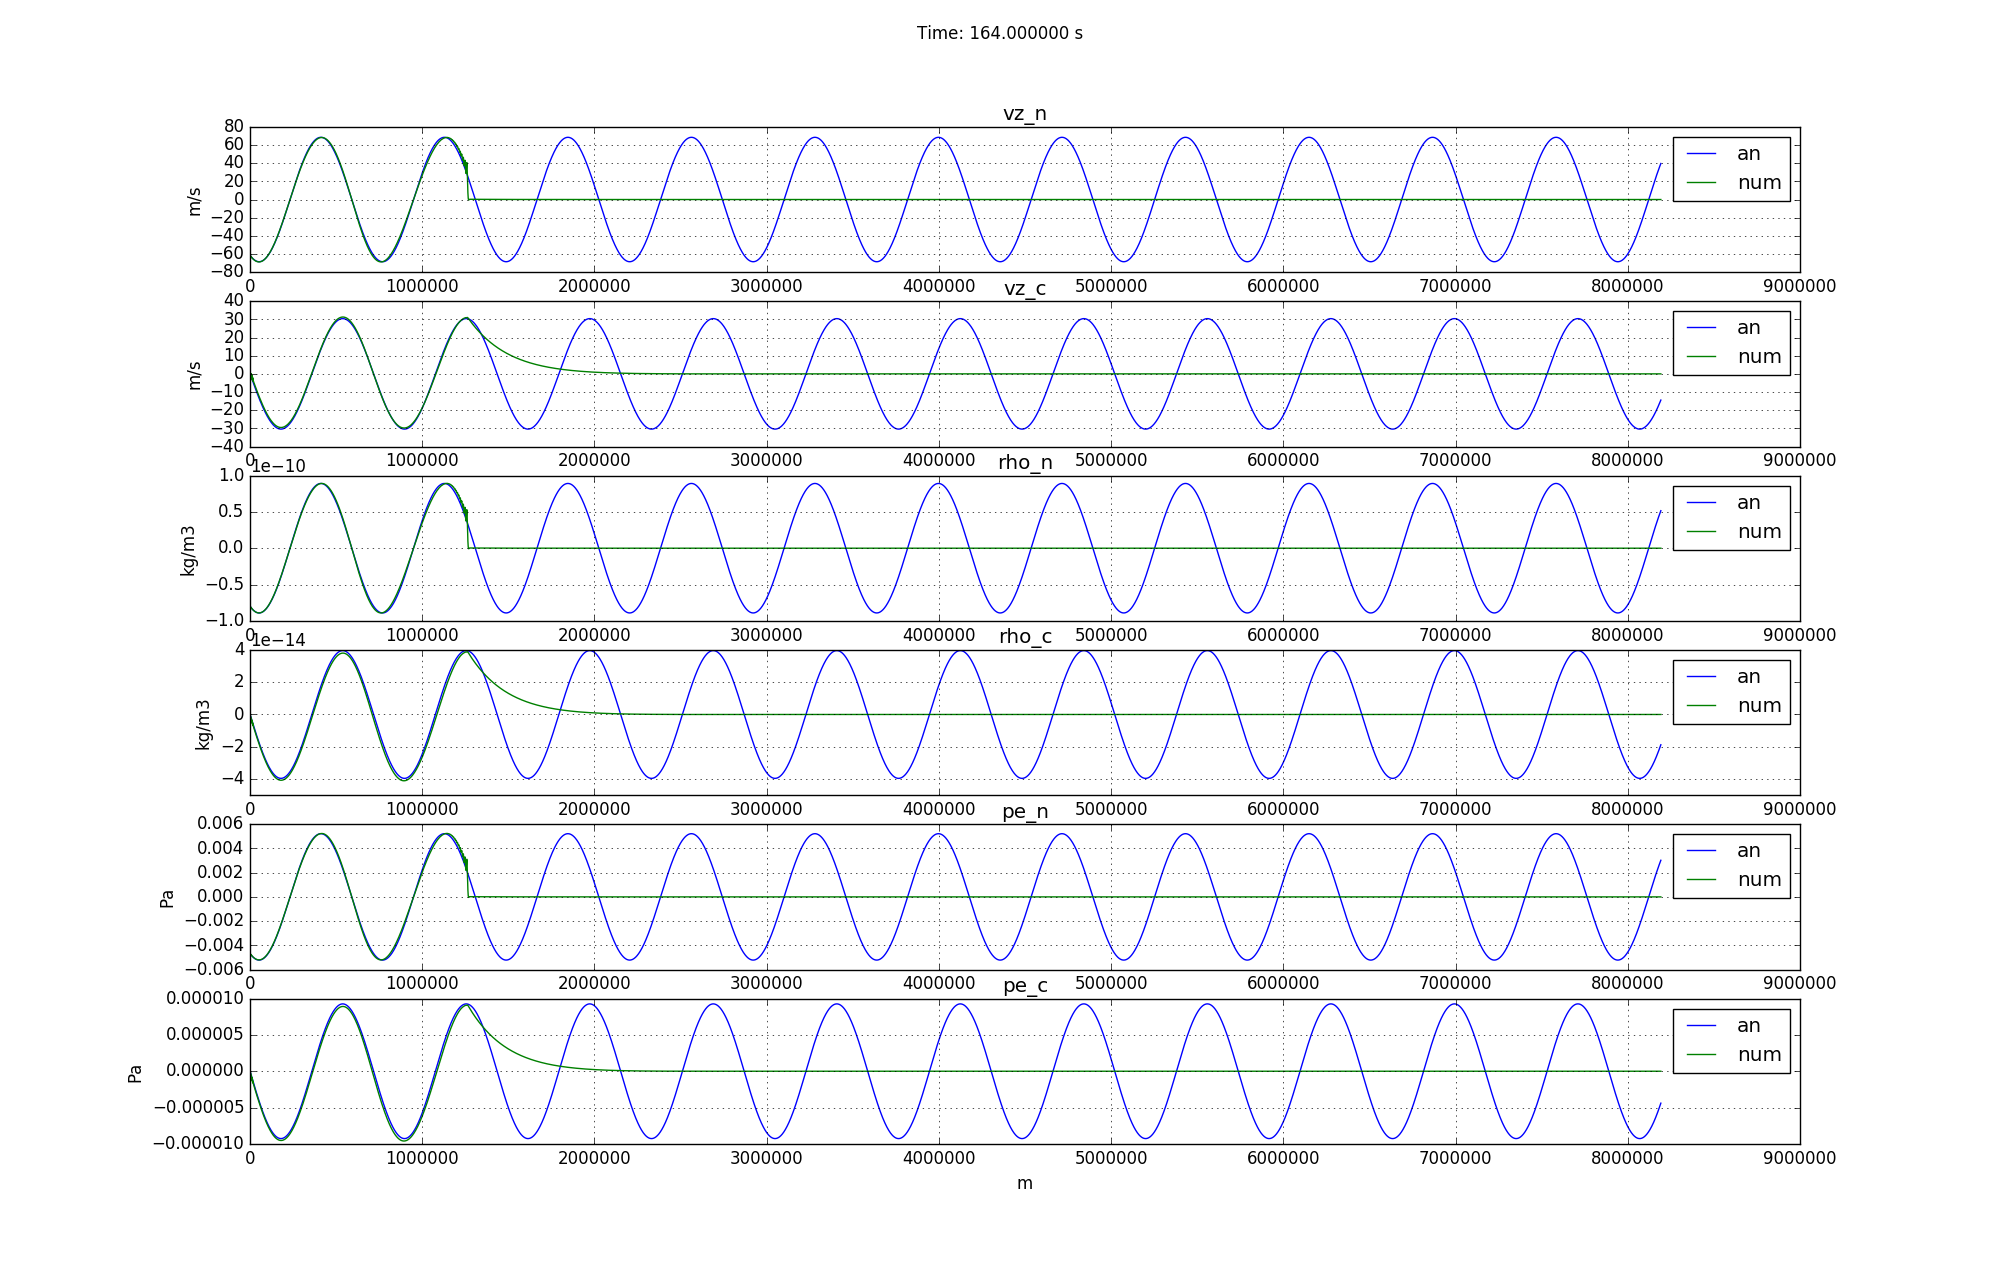 Time: 164.000000 s
vz_n
80
60
40
20
0
−20
−40
−60
−80
m/s
an
num
0 1000000 2000000 3000000 4000000 5000000 6000000 7000000 8000000 9000000
vz_c
40
30
20
10
0
−10
−20
−30
−40
m/s
an
num
0 1000000 2000000 3000000 4000000 5000000 6000000 7000000 8000000 9000000
1e−10
rho_n
1.0
0.5
0.0
−0.5
−1.0
kg/m3
an
num
0 1000000 2000000 3000000 4000000 5000000 6000000 7000000 8000000 9000000
1e−14
rho_c
4
2
0
−2
−4
kg/m3
an
num
0 1000000 2000000 3000000 4000000 5000000 6000000 7000000 8000000 9000000
pe_n
0.006
0.004
0.002
0.000
−0.002
−0.004
−0.006
Pa
an
num
0 1000000 2000000 3000000 4000000 5000000 6000000 7000000 8000000 9000000
pe_c
0.000010
0.000005
0.000000
−0.000005
−0.000010
Pa
an
num
0 1000000 2000000 3000000 4000000 5000000 6000000 7000000 8000000 9000000
m